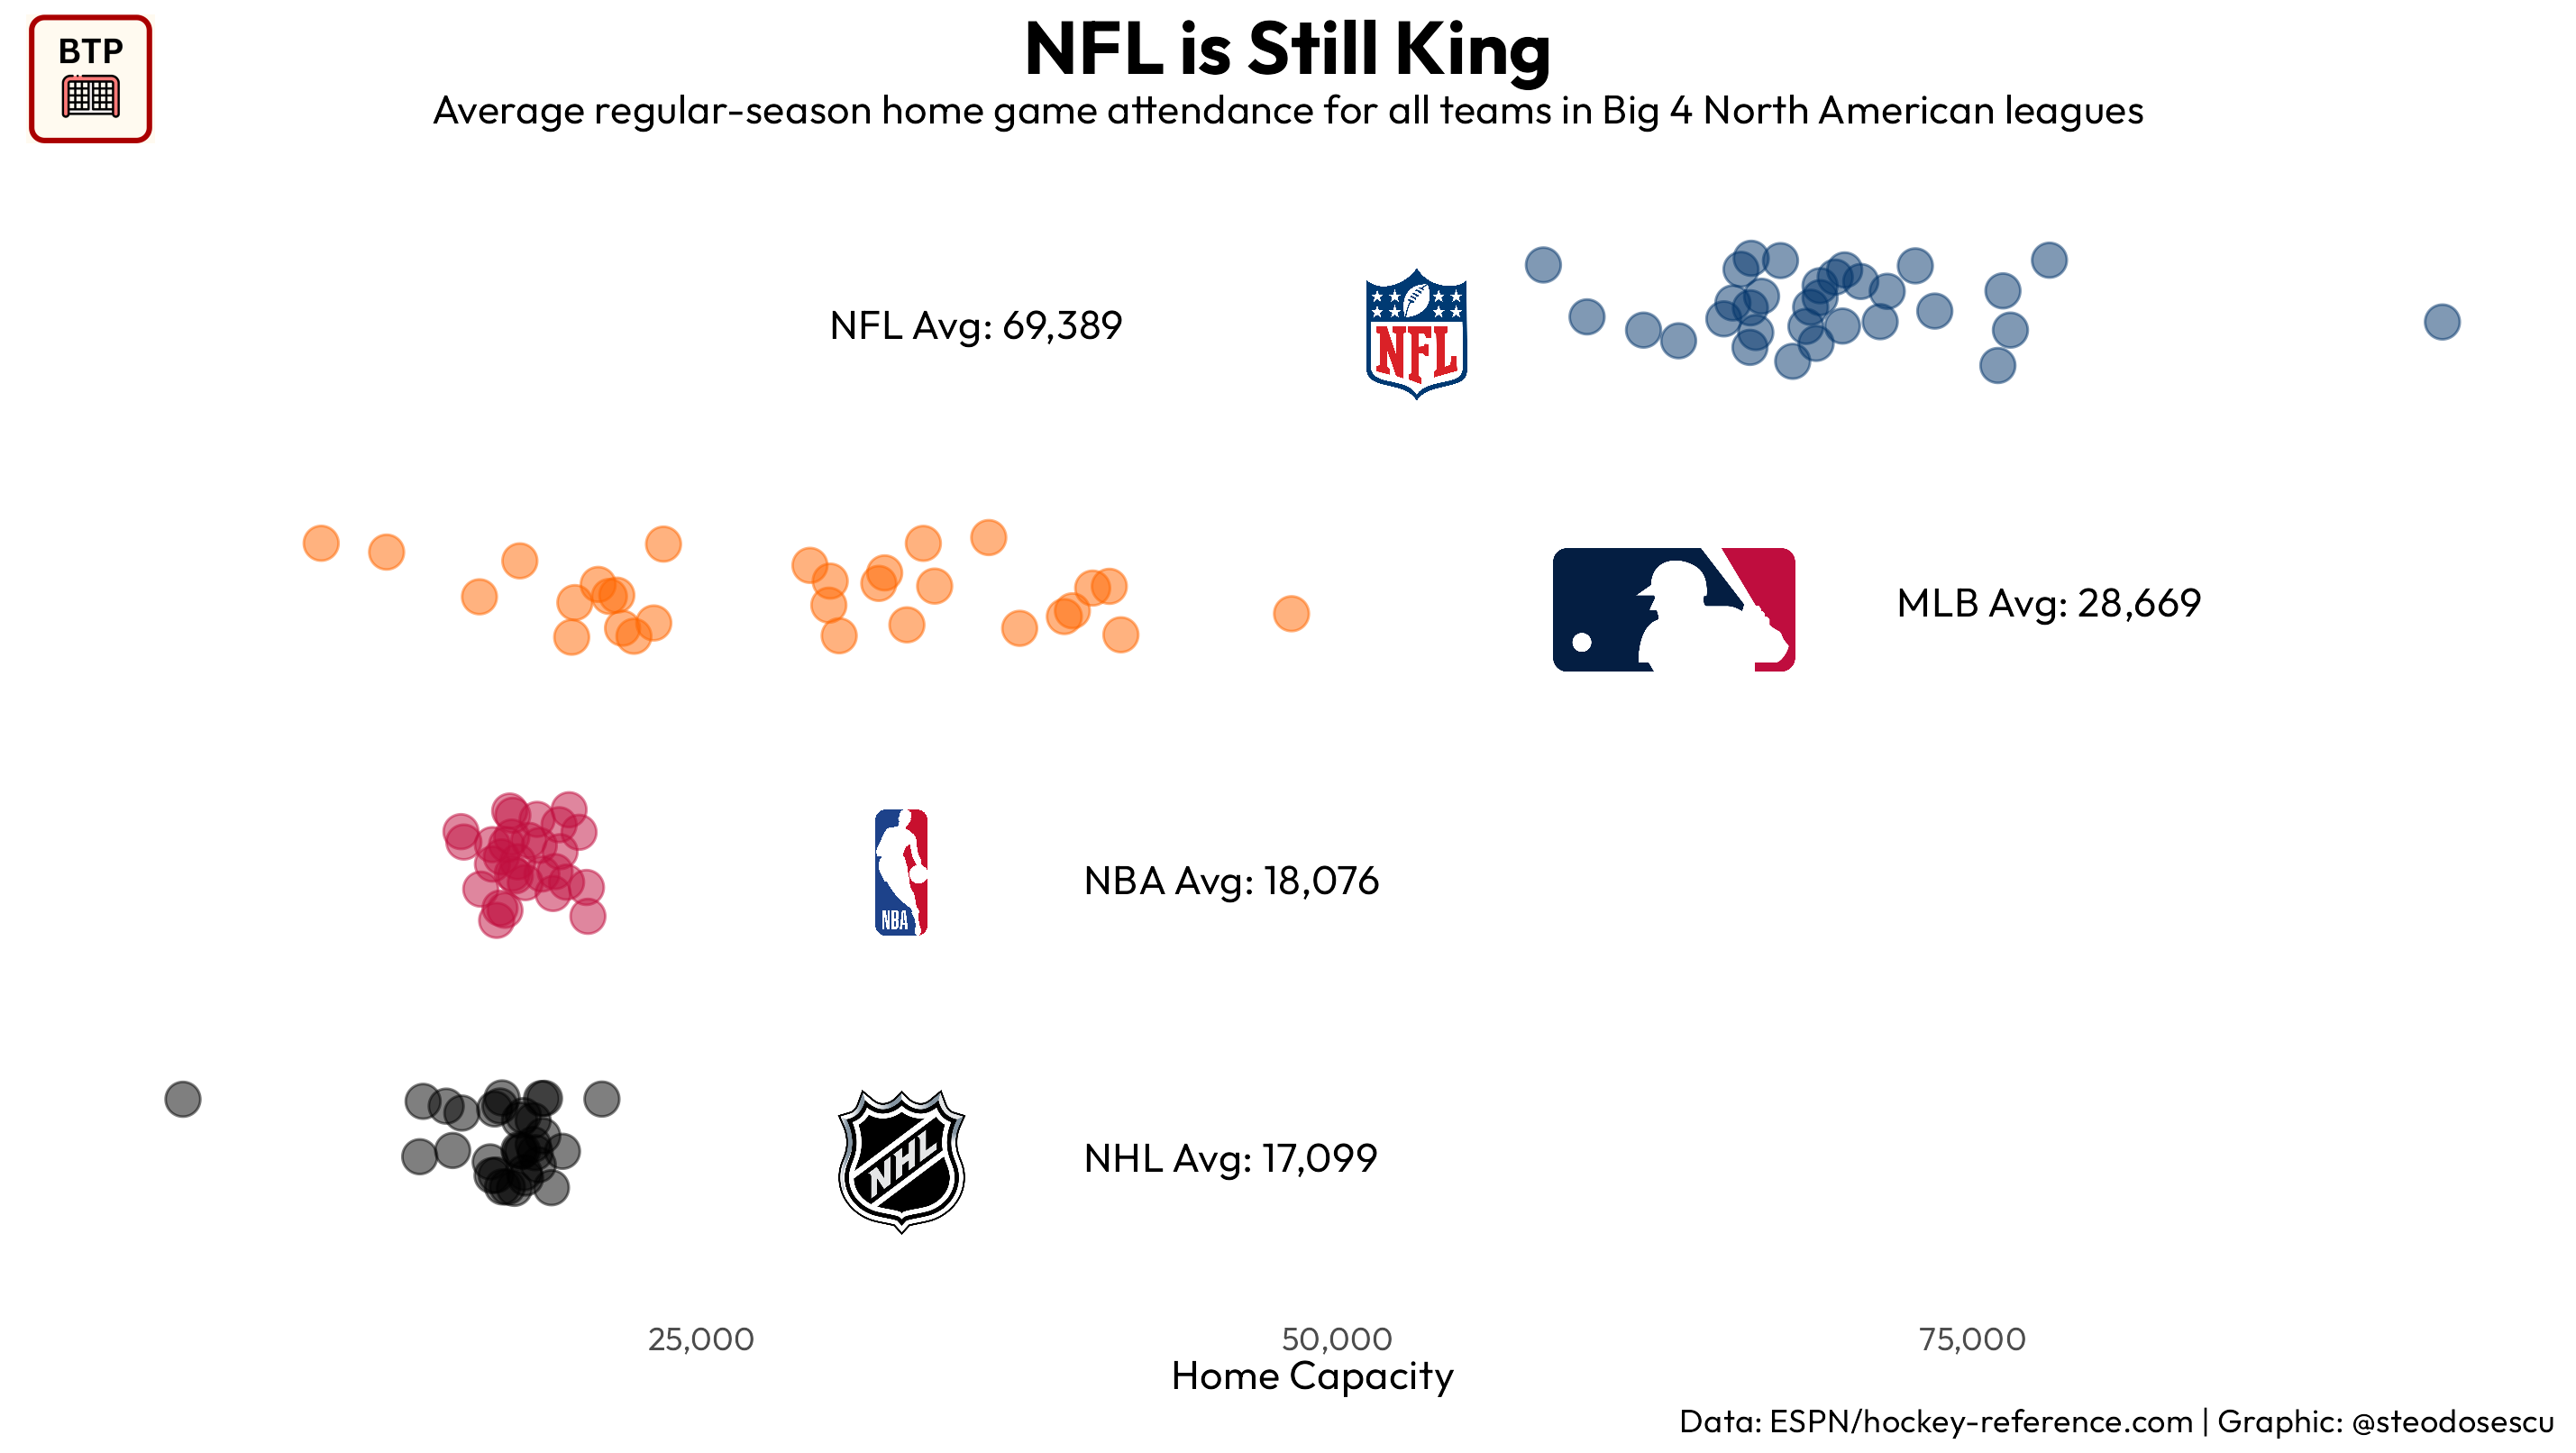 BTP
NFL is Still King
Average regular-season home game attendance for all teams in Big 4 North American leagues
NFL Avg: 69,389
NFL
MLB Avg: 28,669
NBA
NBA Avg: 18,076
NHL
NHL Avg: 17,099
25,000
50,000
75,000
Home Capacity
Data: ESPN/hockey-reference.com | Graphic: @steodosescu